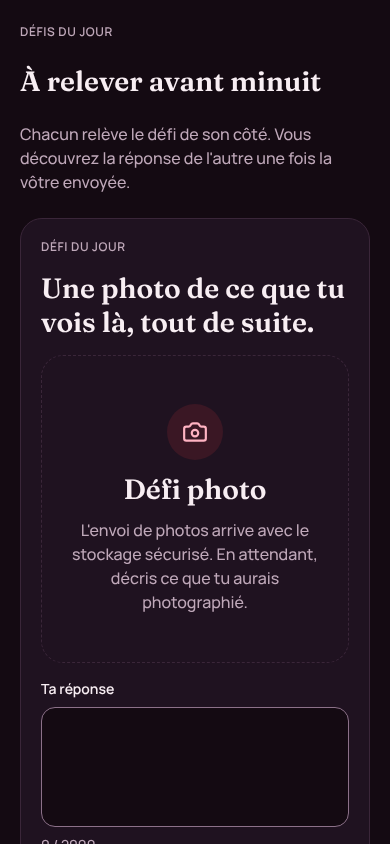 DÉFIS DU JOUR
À relever avant minuit
Chacun relève le défi de son côté. Vous
découvrez la réponse de l'autre une fois la
vôtre envoyée.
DÉFI DU JOUR
Une photo de ce que tu
vois là, tout de suite.
Défi photo
L'envoi de photos arrive avec le
stockage sécurisé. En attendant,
décris ce que tu aurais
photographié.
Ta réponse